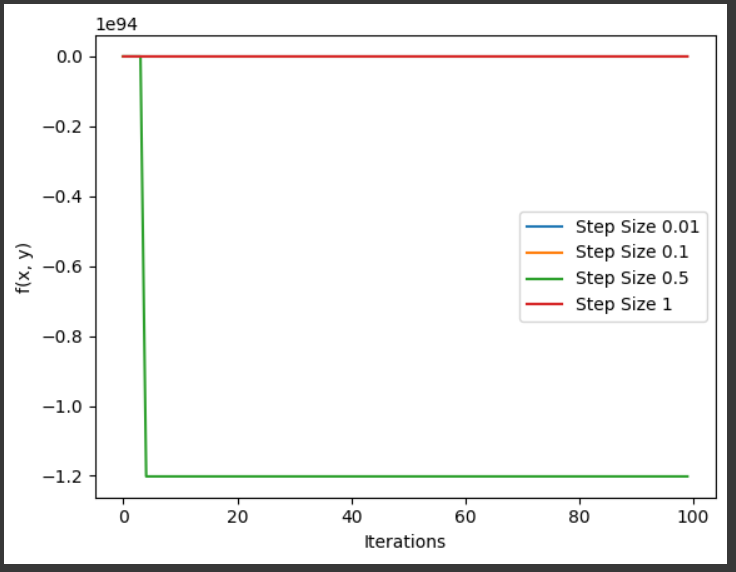 1e94
0.0
−0.2
−0.4
−0.6
−0.8
−1.0
−1.2
f(x, y)
Step Size 0.01
Step Size 0.1
Step Size 0.5
Step Size 1
0 20 40 60 80 100
Iterations